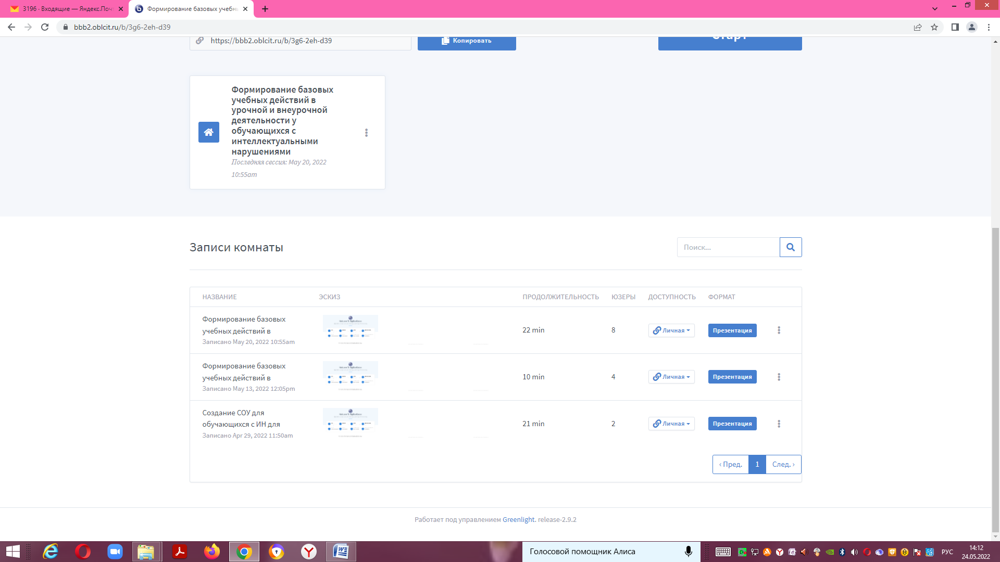 3196 · Входящие — Яндекс.Поч
Формирование базовых учебн
bbb2.oblcit.ru/b/3g6-2eh-d39
https://bbb2.oblcit.ru/b/3g6-2eh-d39
Копировать
Старт
Формирование базовых
учебных действий в
урочной и внеурочной
деятельности у
обучающихся с
интеллектуальными
нарушениями
Последняя сессия: May 20, 2022
10:55am
Записи комнаты
Поиск...
НАЗВАНИЕ ЭСКИЗ ПРОДОЛЖИТЕЛЬНОСТЬ ЮЗЕРЫ ДОСТУПНОСТЬ ФОРМАТ
Формирование базовых
учебных действий в
Записано May 20, 2022 10:55am
22 min 8 Личная Презентация
Формирование базовых
учебных действий в
Записано May 13, 2022 12:05pm
10 min 4 Личная Презентация
Создание СОУ для
обучающихся с ИН для
Записано Apr 29, 2022 11:50am
21 min 2 Личная Презентация
‹ Пред. 1 След. ›
Работает под управлением Greenlight. release-2.9.2
Голосовой помощник Алиса
РУС
14:12
24.05.2022